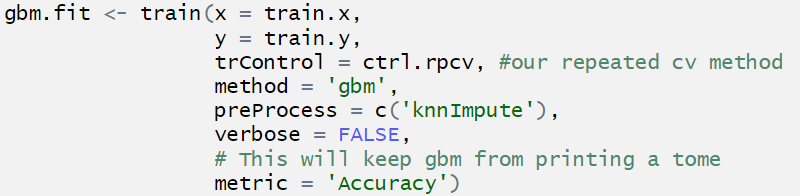 gbm.fit <- train(x = train.x,
                 y = train.y,
                 trControl = ctrl.rpcv, #our repeated cv method
                 method = 'gbm',
                 preProcess = c('knnImpute'),
                 verbose = FALSE,
                 # This will keep gbm from printing a tome
                 metric = 'Accuracy')